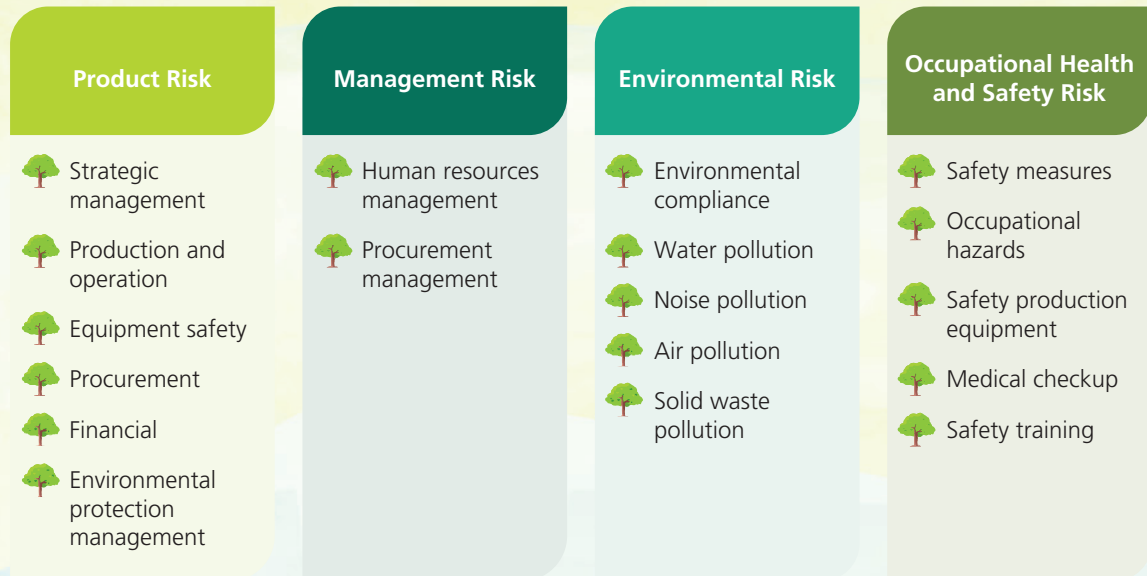 Product Risk
Strategic
management
Production and
operation
Equipment safety
Procurement
Financial
Environmental
protection
management
Management Risk
Human resources
management
Procurement
management
Environmental Risk
Environmental
compliance
Water pollution
Noise pollution
Air pollution
Solid waste
pollution
Occupational Health
and Safety Risk
Safety measures
Occupational
hazards
Safety production
equipment
Medical checkup
Safety training